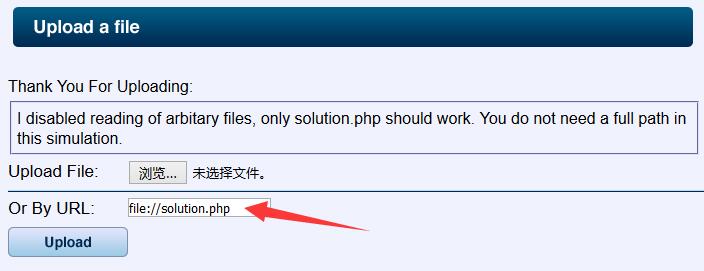 Upload a file
Thank You For Uploading:
I disabled reading of arbitary files, only solution.php should work. You do not need a full path in
this simulation.
Upload File: 浏览... 未选择文件。
Or By URL: file://solution.php
Upload